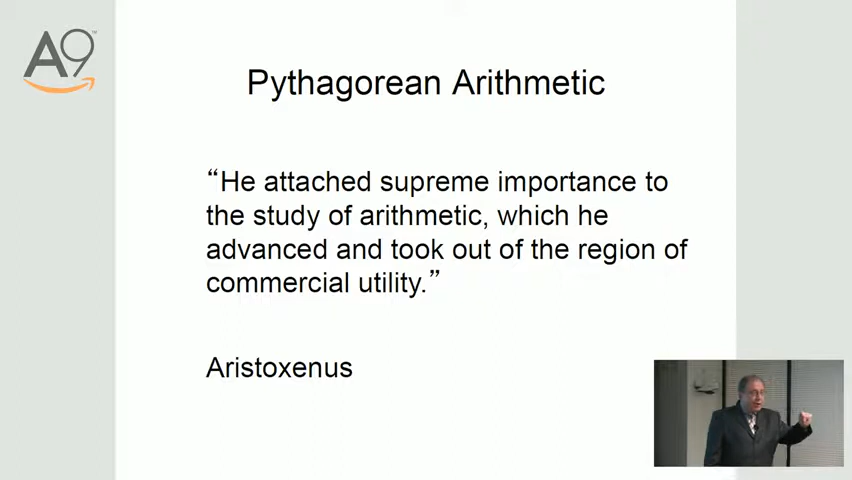 A9™
Pythagorean Arithmetic
“He attached supreme importance to
the study of arithmetic, which he
advanced and took out of the region of
commercial utility.”
Aristoxenus